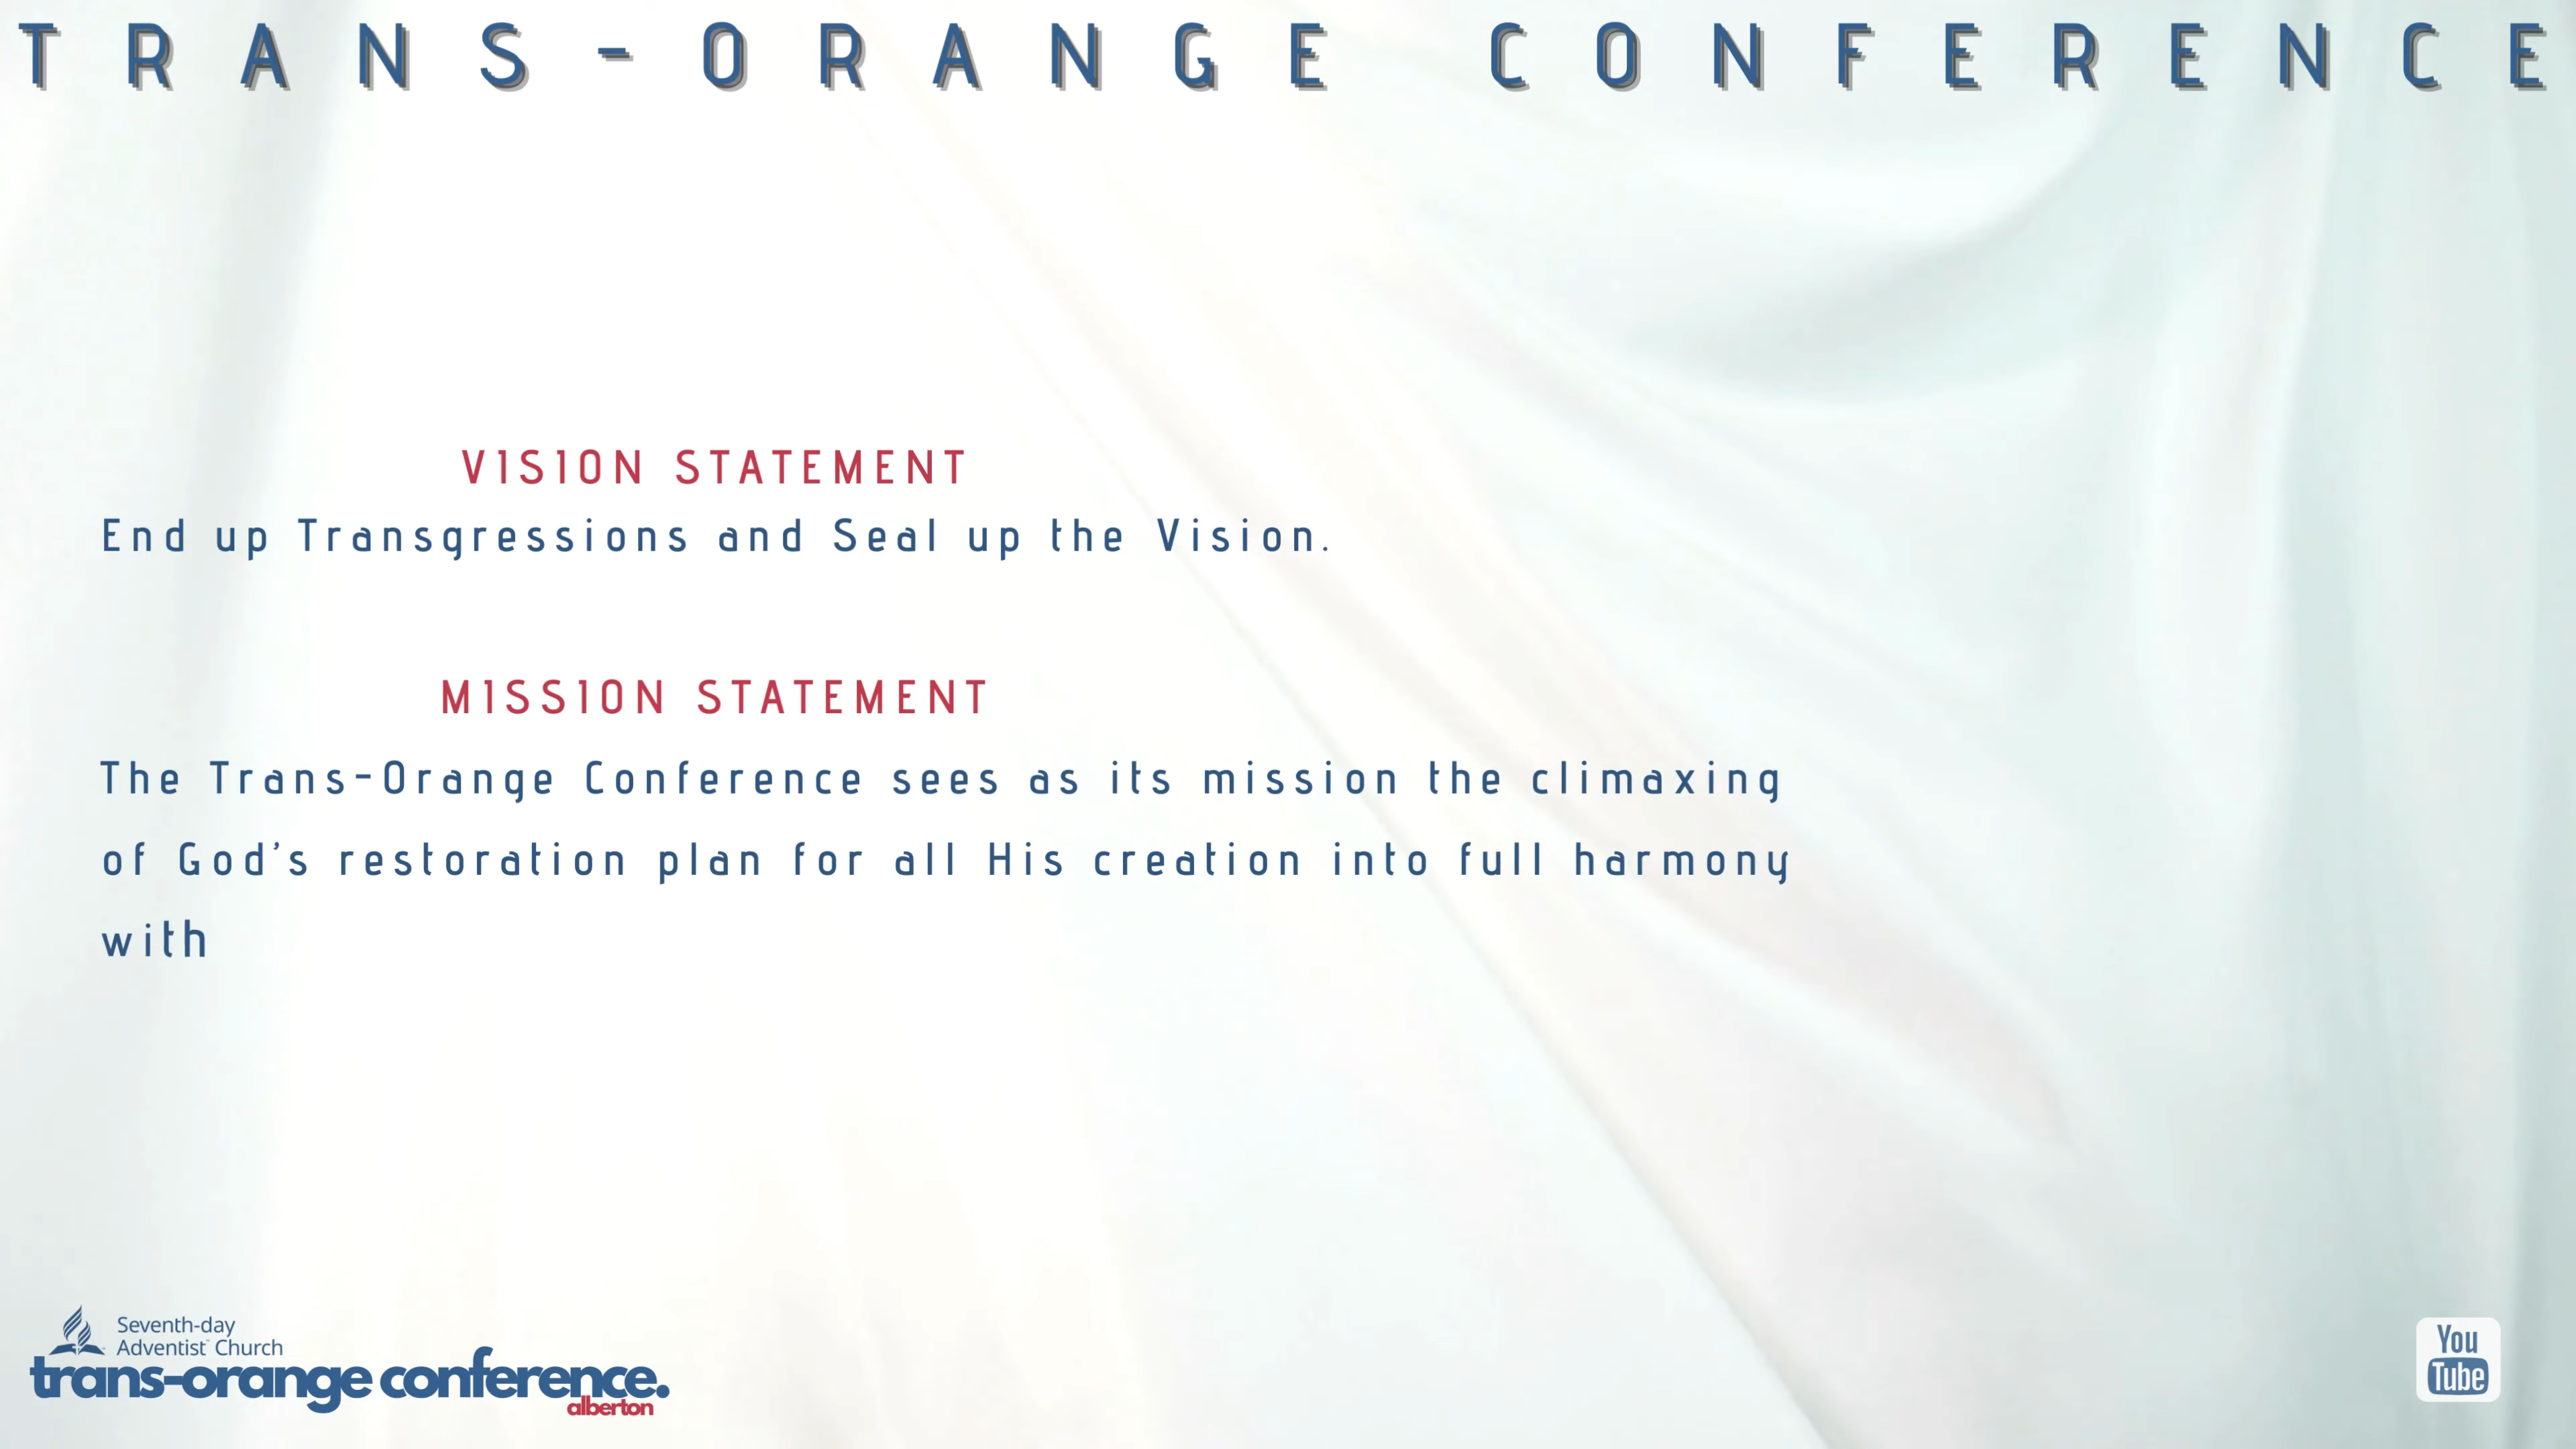 TRANS-ORANGE CONFERENCE
VISION STATEMENT
End up Transgressions and Seal up the Vision.
MISSION STATEMENT
The Trans-Orange Conference sees as its mission the climaxing
of God's restoration plan for all His creation into full harmony
with
Seventh-day
Adventist Church
trans-orange conference.
alberton
You
Tube